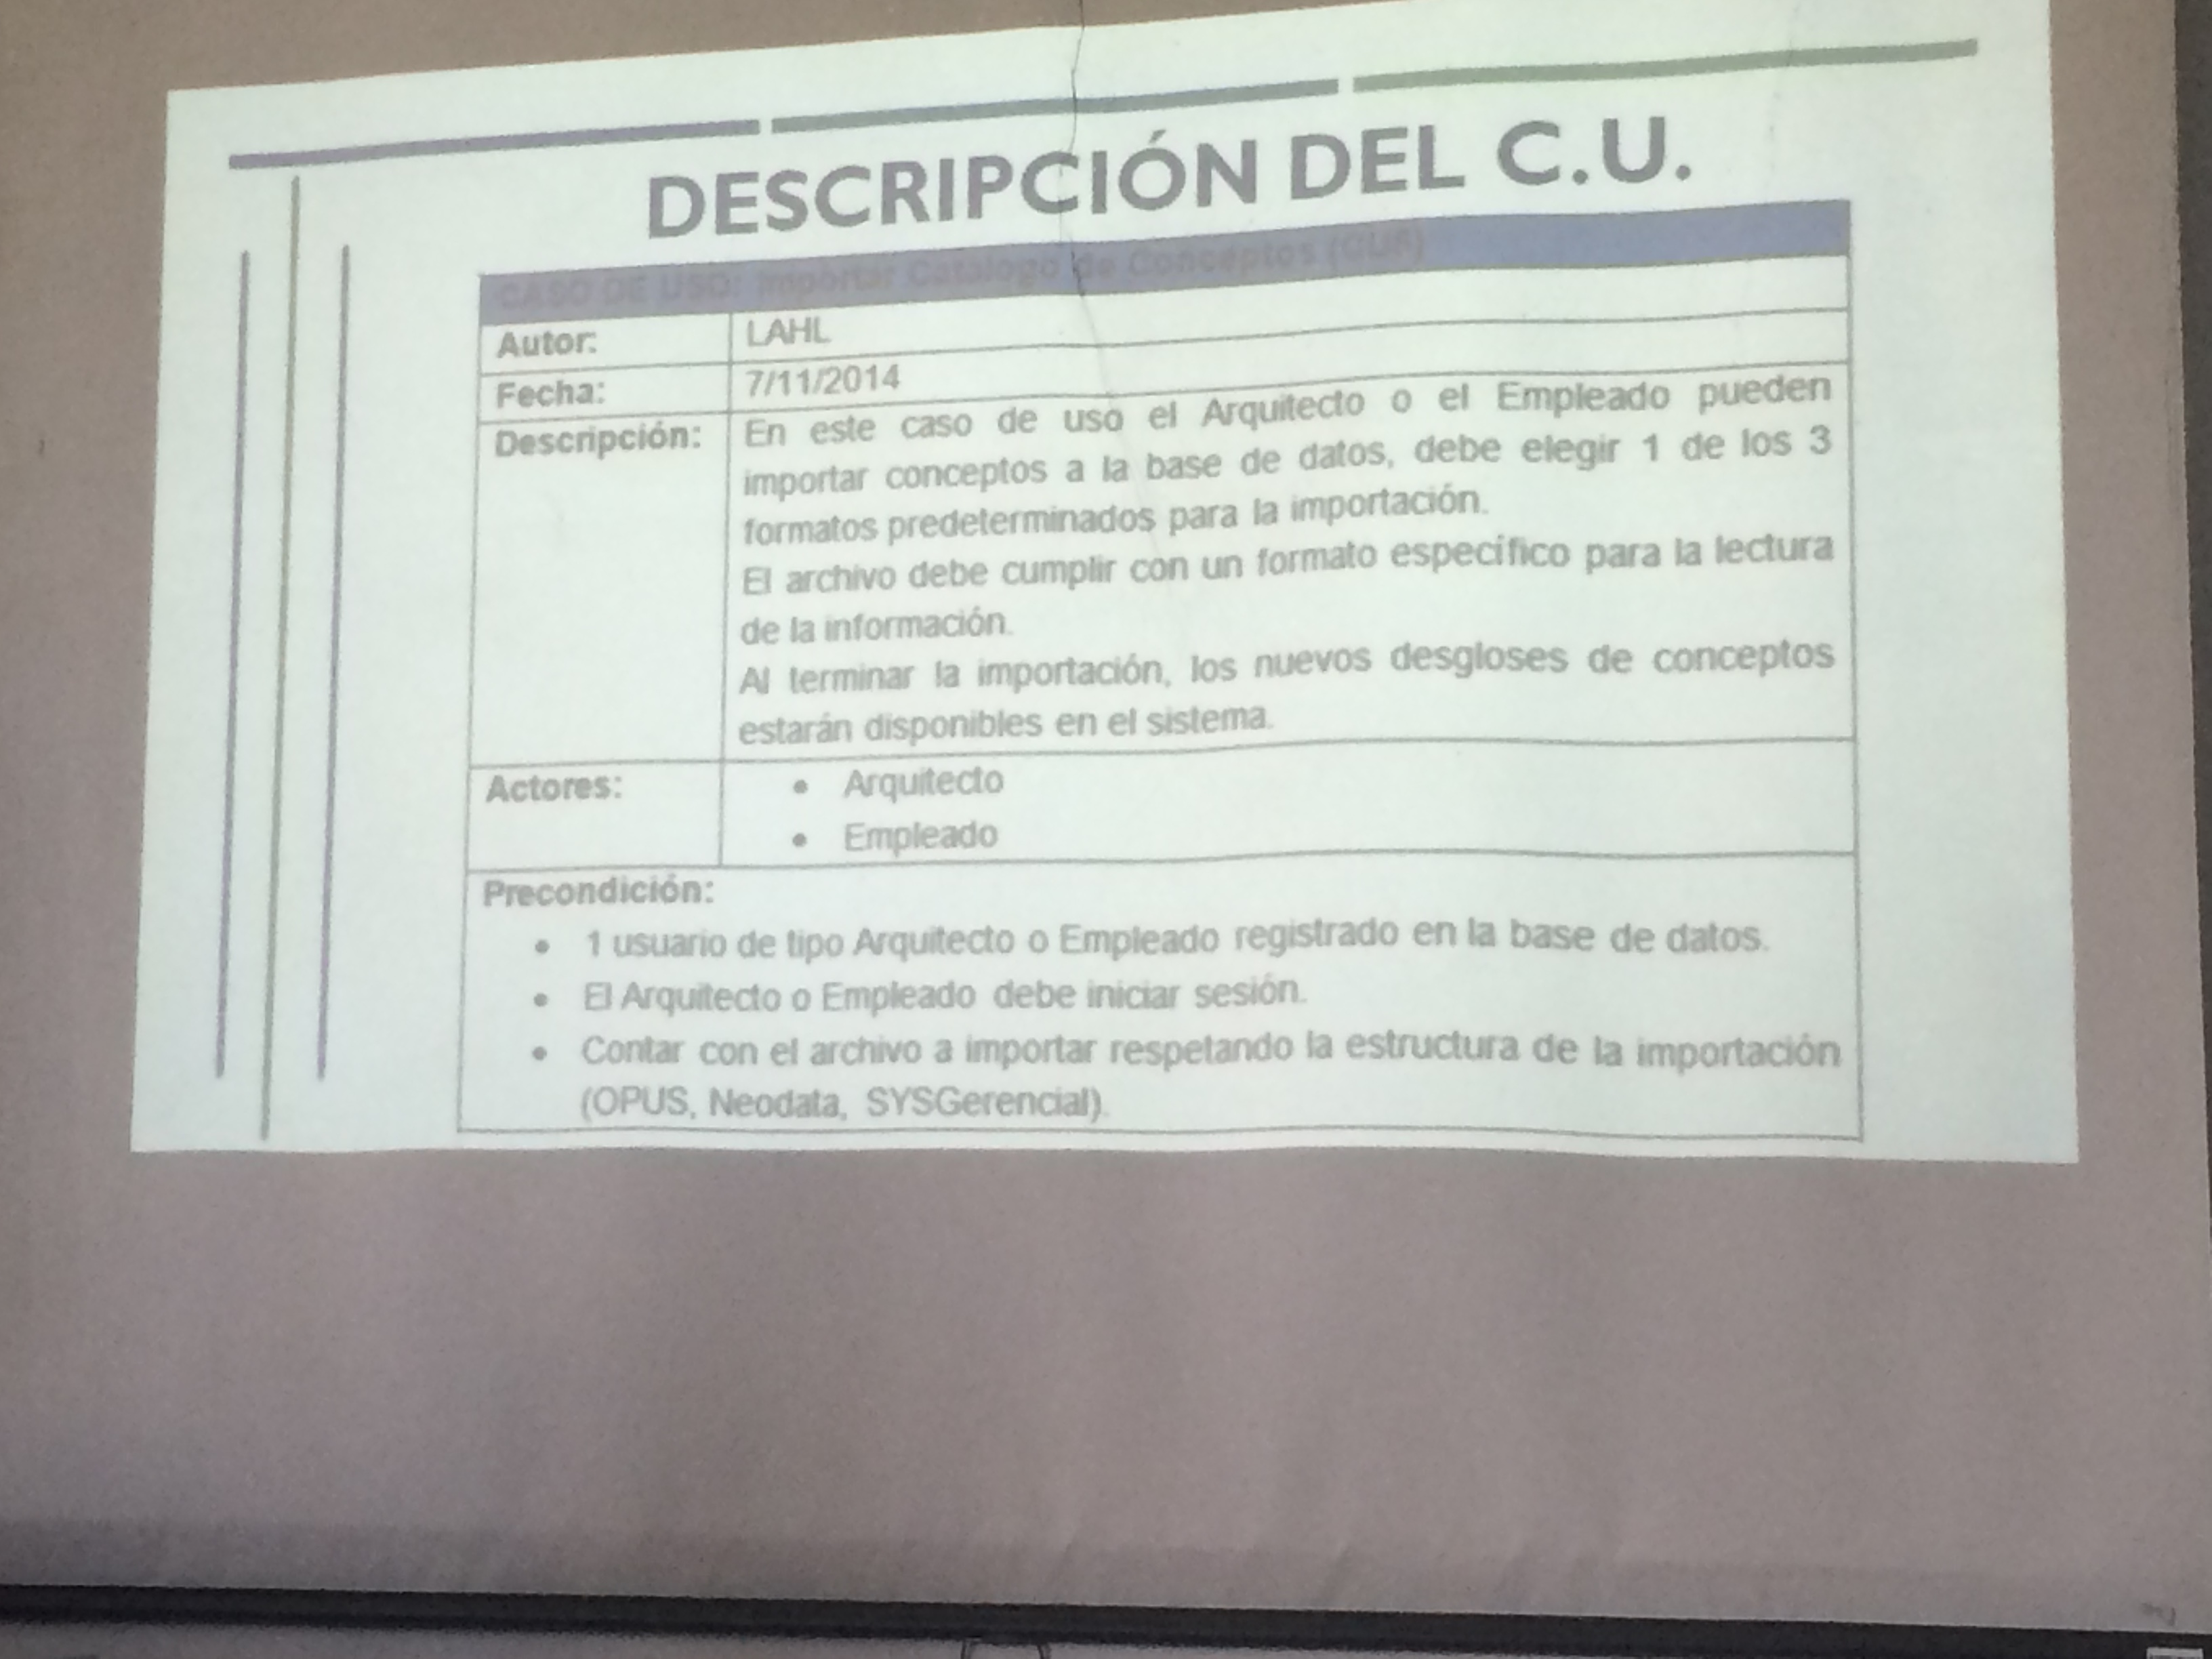 DESCRIPCIÓN DEL C.U.
CASO DE USO: Importar Catalogo de Conceptos
Autor: LAHL
Fecha: 7/11/2014
Descripción: En este caso de uso el Arquitecto o el Empleado pueden
importar conceptos a la base de datos, debe elegir 1 de los 3
formatos predeterminados para la importación.
El archivo debe cumplir con un formato específico para la lectura
de la información.
Al terminar la importación, los nuevos desgloses de conceptos
estarán disponibles en el sistema.
Actores: • Arquitecto
• Empleado
Precondición:
• 1 usuario de tipo Arquitecto o Empleado registrado en la base de datos.
• El Arquitecto o Empleado debe iniciar sesión.
• Contar con el archivo a importar respetando la estructura de la importación
(OPUS, Neodata, SYSGerencial).